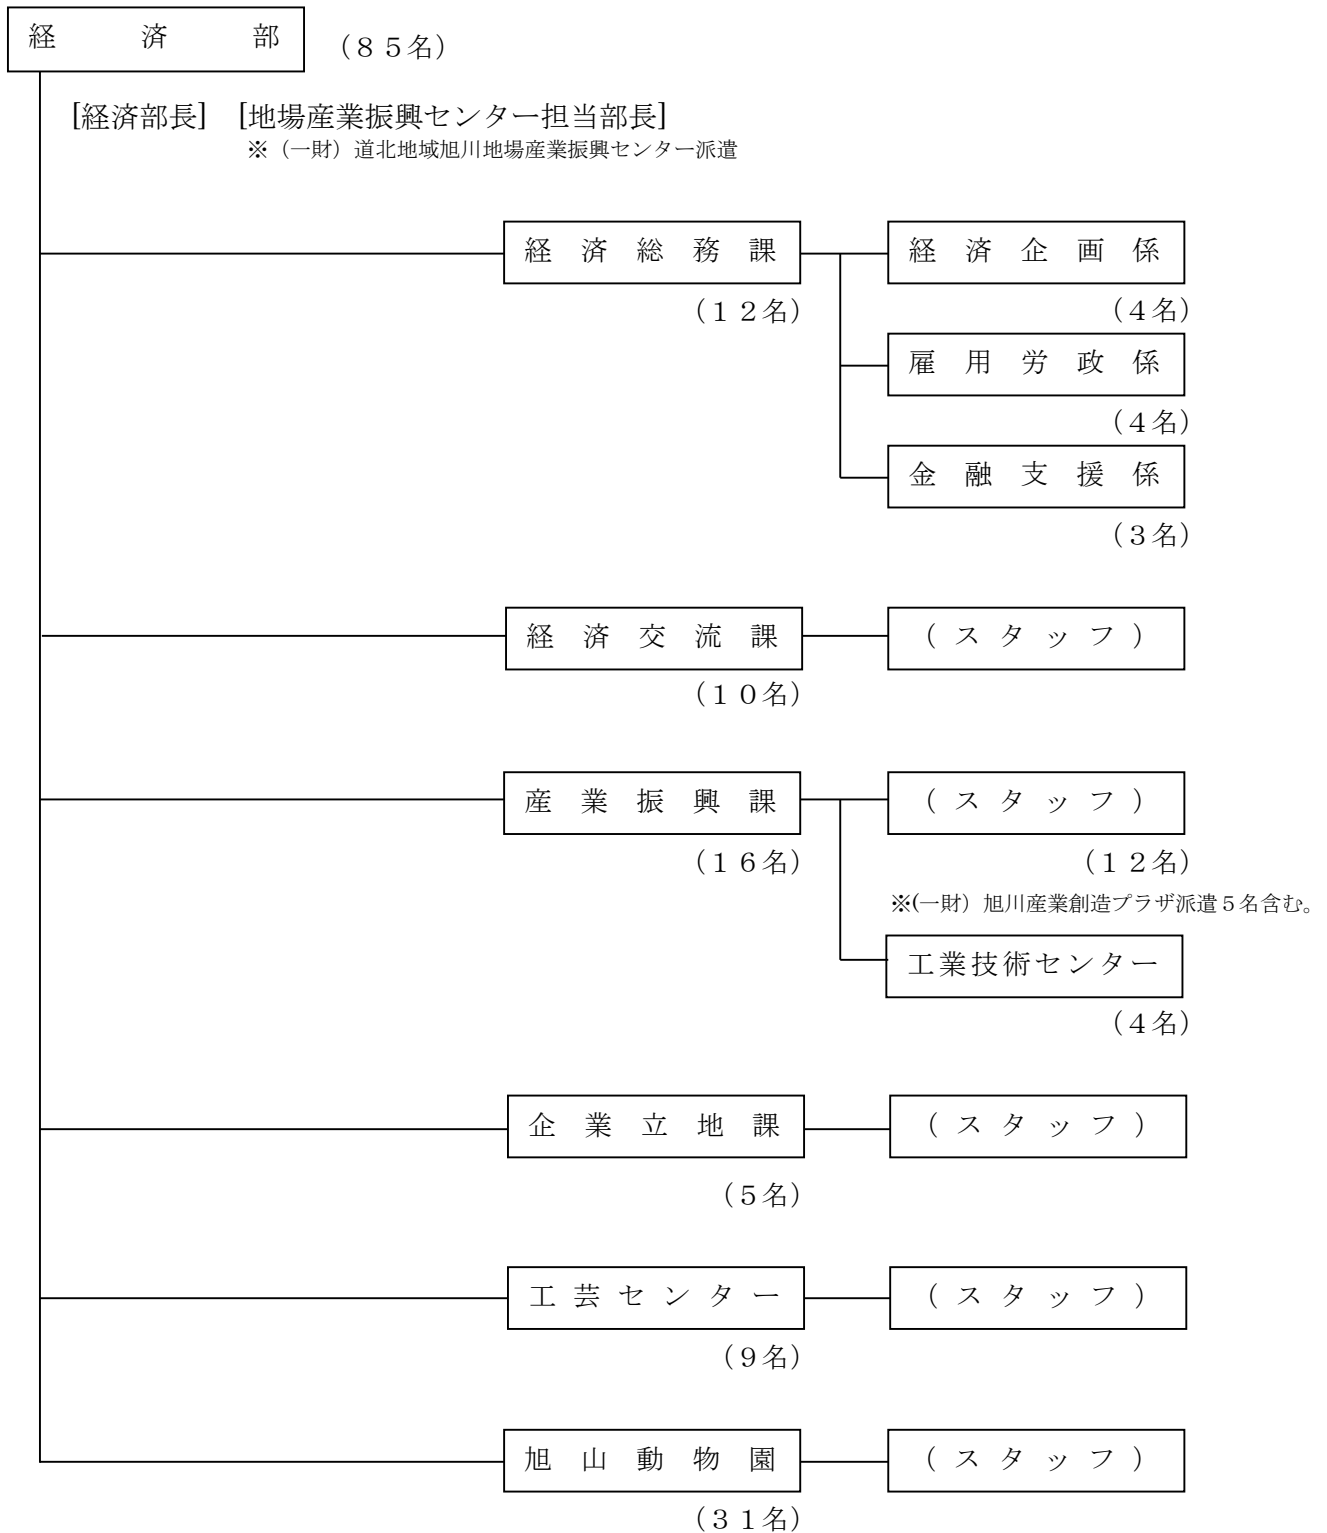 経済部 （８５名）
[経済部長] [地場産業振興センター担当部長]
※（一財）道北地域旭川地場産業振興センター派遣
経済総務課 経済企画係
（１２名） （４名）
雇用労政係
（４名）
金融支援係
（３名）
経済交流課 （スタッフ）
（１０名）
産業振興課 （スタッフ）
（１６名） （１２名）
※(一財）旭川産業創造プラザ派遣５名含む。
工業技術センター
（４名）
企業立地課 （スタッフ）
（５名）
工芸センター （スタッフ）
（９名）
旭山動物園 （スタッフ）
（３１名）